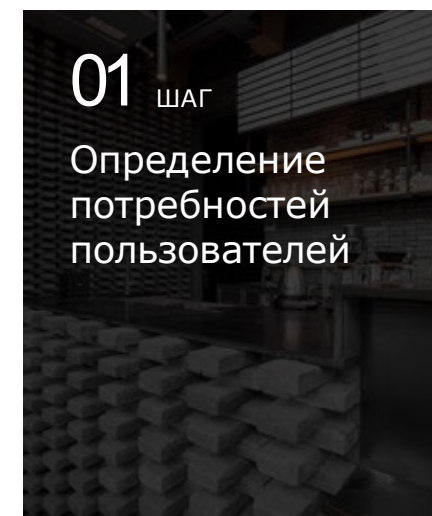 01 ШАГ
Определение
потребностей
пользователей